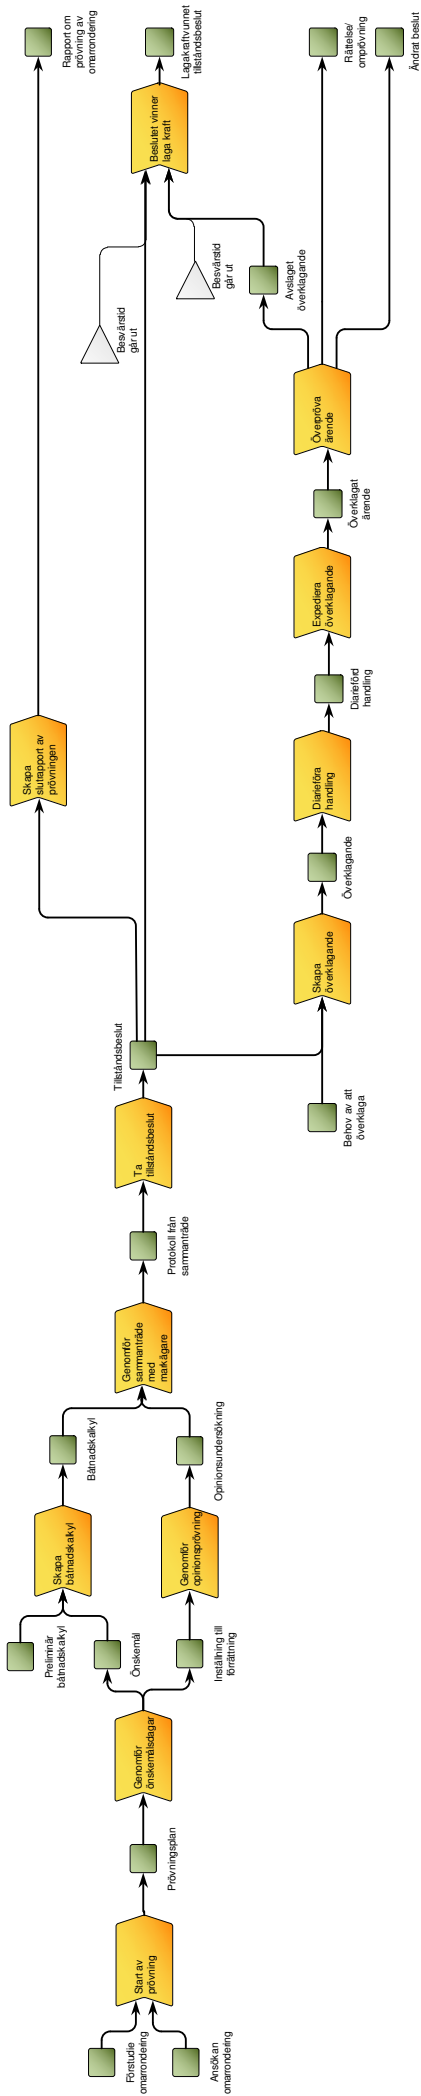 Förstudie
omarrondering
Ansökan
omarrondering
Start av
prövning
Prövningsplan
Genomför
önskemålsdagar
Preliminär
båtnadskalkyl
Önskemål
Inställning till
förrättning
Skapa
båtnadskalkyl
Genomför
opinionsprövning
Båtnadskalkyl
Opinionsundersökning
Genomför
sammanträde
med
markägare
Protokoll från
sammanträde
Ta
tillståndsbeslut
Tillståndsbeslut
Behov av att
överklaga
Skapa
slutrapport av
prövningen
Skapa
överklagande
Överklagande
Diarieföra
handling
Diarieförd
handling
Expediera
överklagande
Överklagat
ärende
Överpröva
ärende
Avslaget
överklagande
Besvärstid
går ut
Besvärstid
går ut
Beslutet vinner
laga kraft
Rapport om
prövning av
omarrondering
Lagakraftvunnet
tillståndsbeslut
Rättelse/
omprövning
Ändrat beslut